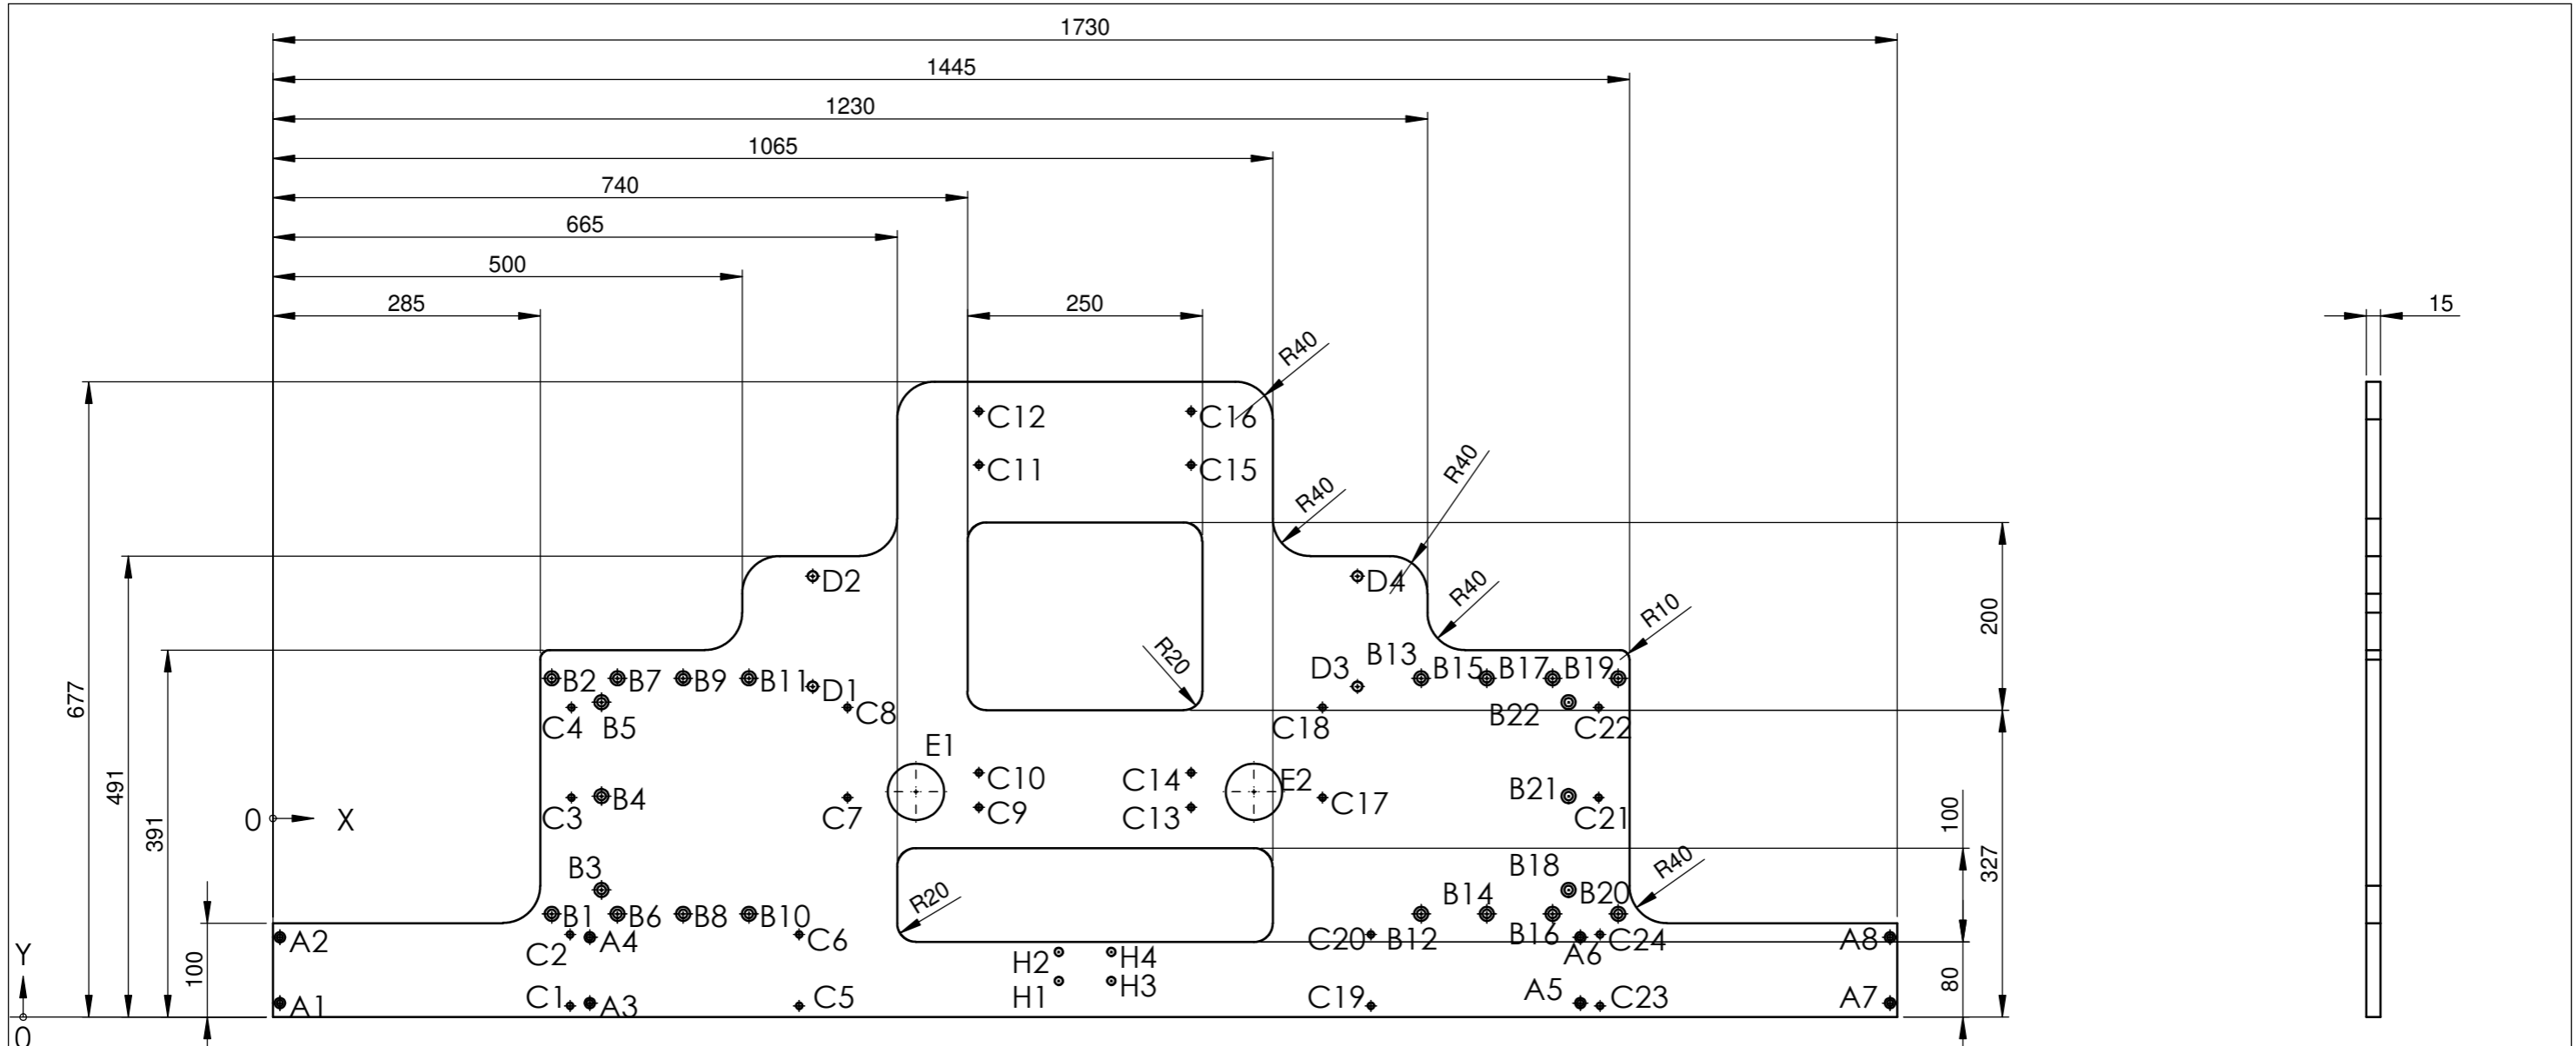 1730
1445
1230
1065
740
665
500
285 250 15
R40
C12 C16
C11 C15
R40 R40
D2 D4 R40 R10
200
B2 B7 B9 B11 D1 D3 B13 B15 B17 B19
R20
C4 B5 C8 C18 B22 C22
677
491
391
E1
C10 C14 E2
C3 B4 C7 C9 C13 C17 B21 C21
0 X
100
327
B3 B18 R40
R20
B1 B6 B8 B10 B14 B20
A2 C2 A4 C6 C20 B12 B16 A6 C24 A8
Y
100
H2 H4
80
H1 H3
A1 C1 A3 C5 C19 A5 C23 A7
0